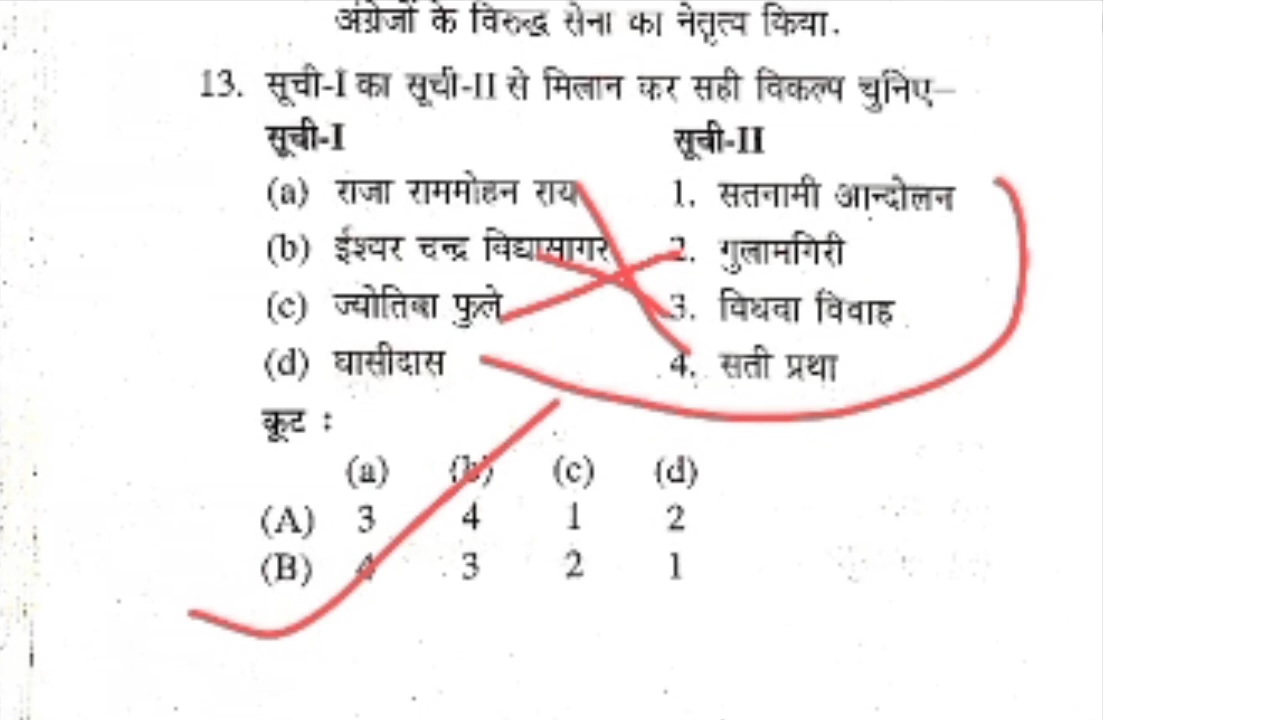 अंग्रेजों के विरुद्ध सेना का नेतृत्व किया.
13. सूची-I का सूची-II से मिलान कर सही विकल्प चुनिए–
सूची-I सूची-II
(a) राजा राममोहन राय 1. सतनामी आन्दोलन
(b) ईश्वर चन्द्र विद्यासागर 2. गुलामगिरी
(c) ज्योतिबा फुले 3. विधवा विवाह
(d) घासीदास 4. सती प्रथा
कूट :
(a) (b) (c) (d)
(A) 3 4 1 2
(B) 4 3 2 1